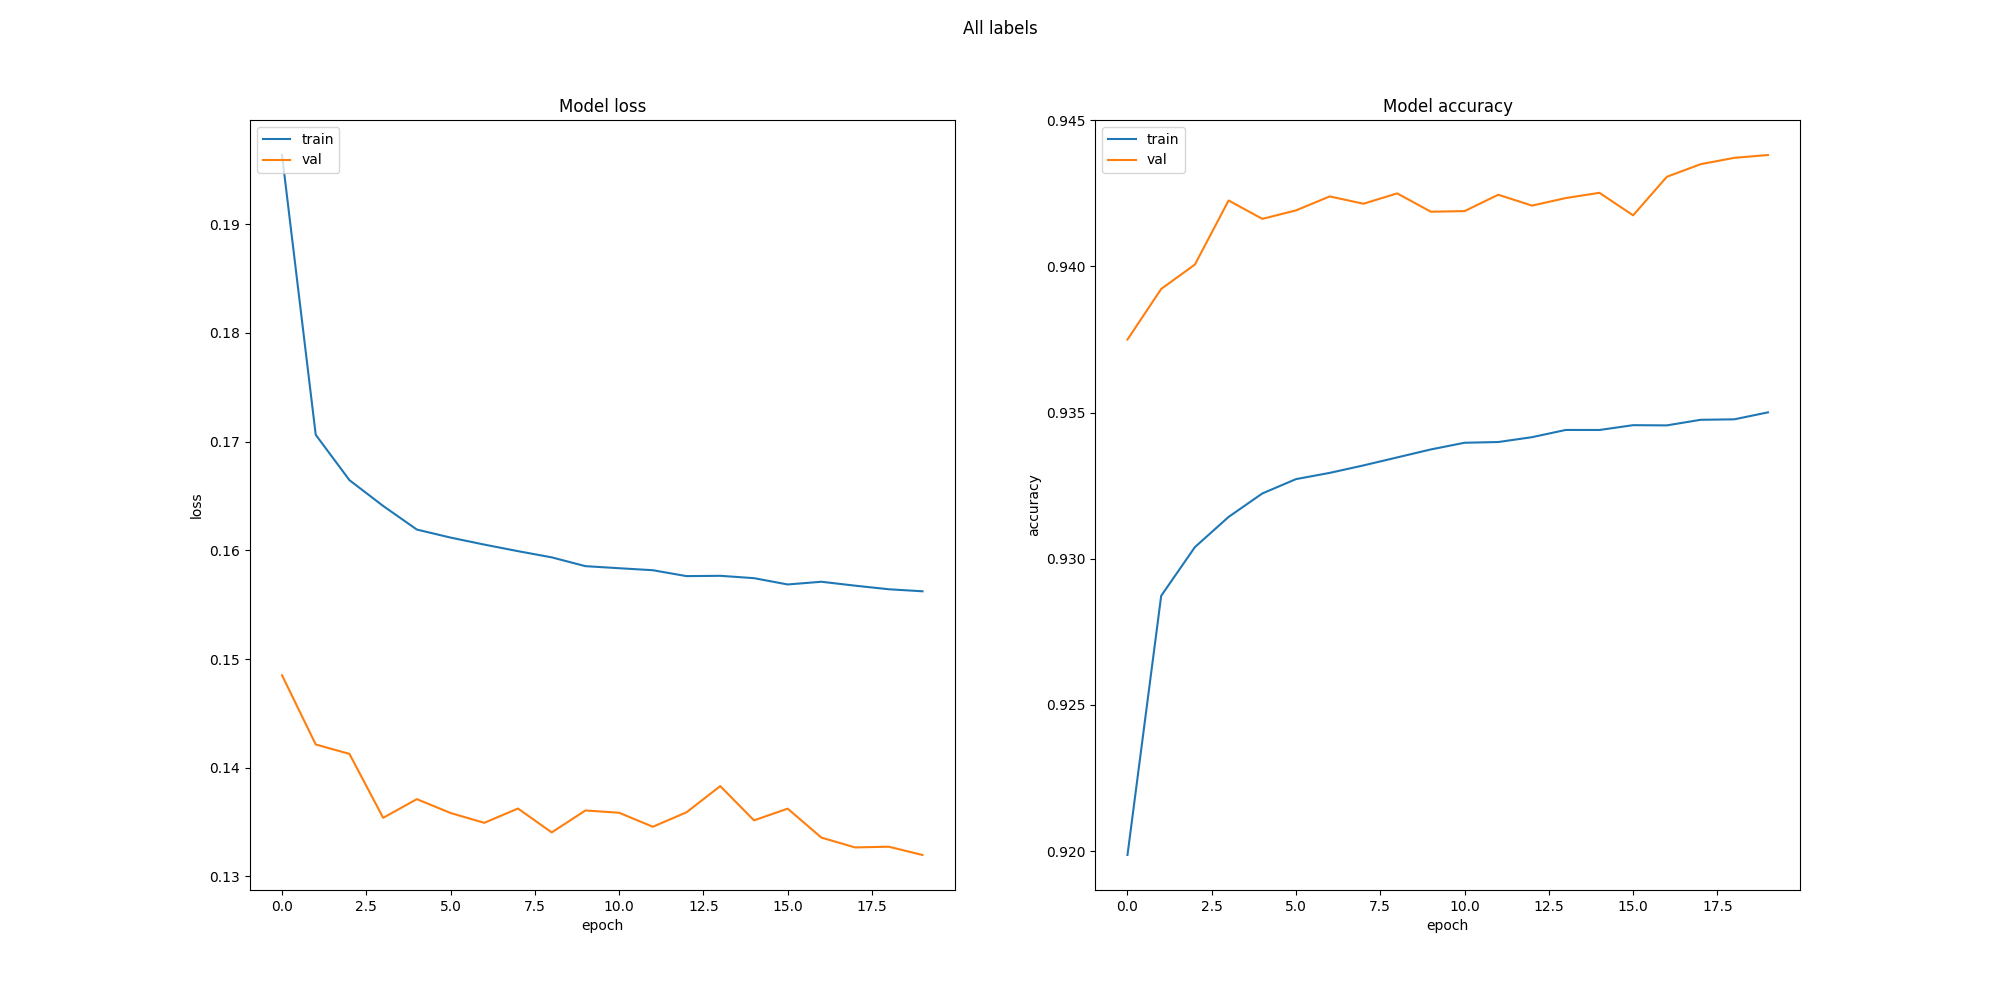 All labels
Model loss
train
val
0.19
0.18
0.17
0.16
0.15
0.14
0.13
loss
0.0 2.5 5.0 7.5 10.0 12.5 15.0 17.5
epoch
Model accuracy
train
val
0.945
0.940
0.935
0.930
0.925
0.920
accuracy
0.0 2.5 5.0 7.5 10.0 12.5 15.0 17.5
epoch